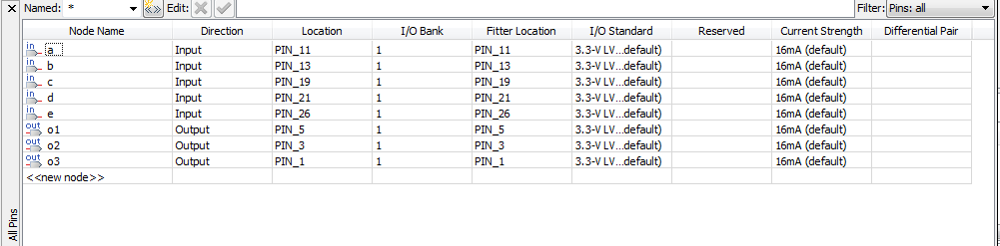 Named: * «» Edit: Filter: Pins: all
Node Name Direction Location I/O Bank Fitter Location I/O Standard Reserved Current Strength Differential Pair
in a Input PIN_11 1 PIN_11 3.3-V LV...default) 16mA (default)
in b Input PIN_13 1 PIN_13 3.3-V LV...default) 16mA (default)
in c Input PIN_19 1 PIN_19 3.3-V LV...default) 16mA (default)
in d Input PIN_21 1 PIN_21 3.3-V LV...default) 16mA (default)
in e Input PIN_26 1 PIN_26 3.3-V LV...default) 16mA (default)
out o1 Output PIN_5 1 PIN_5 3.3-V LV...default) 16mA (default)
out o2 Output PIN_3 1 PIN_3 3.3-V LV...default) 16mA (default)
out o3 Output PIN_1 1 PIN_1 3.3-V LV...default) 16mA (default)
<<new node>>
All Pins